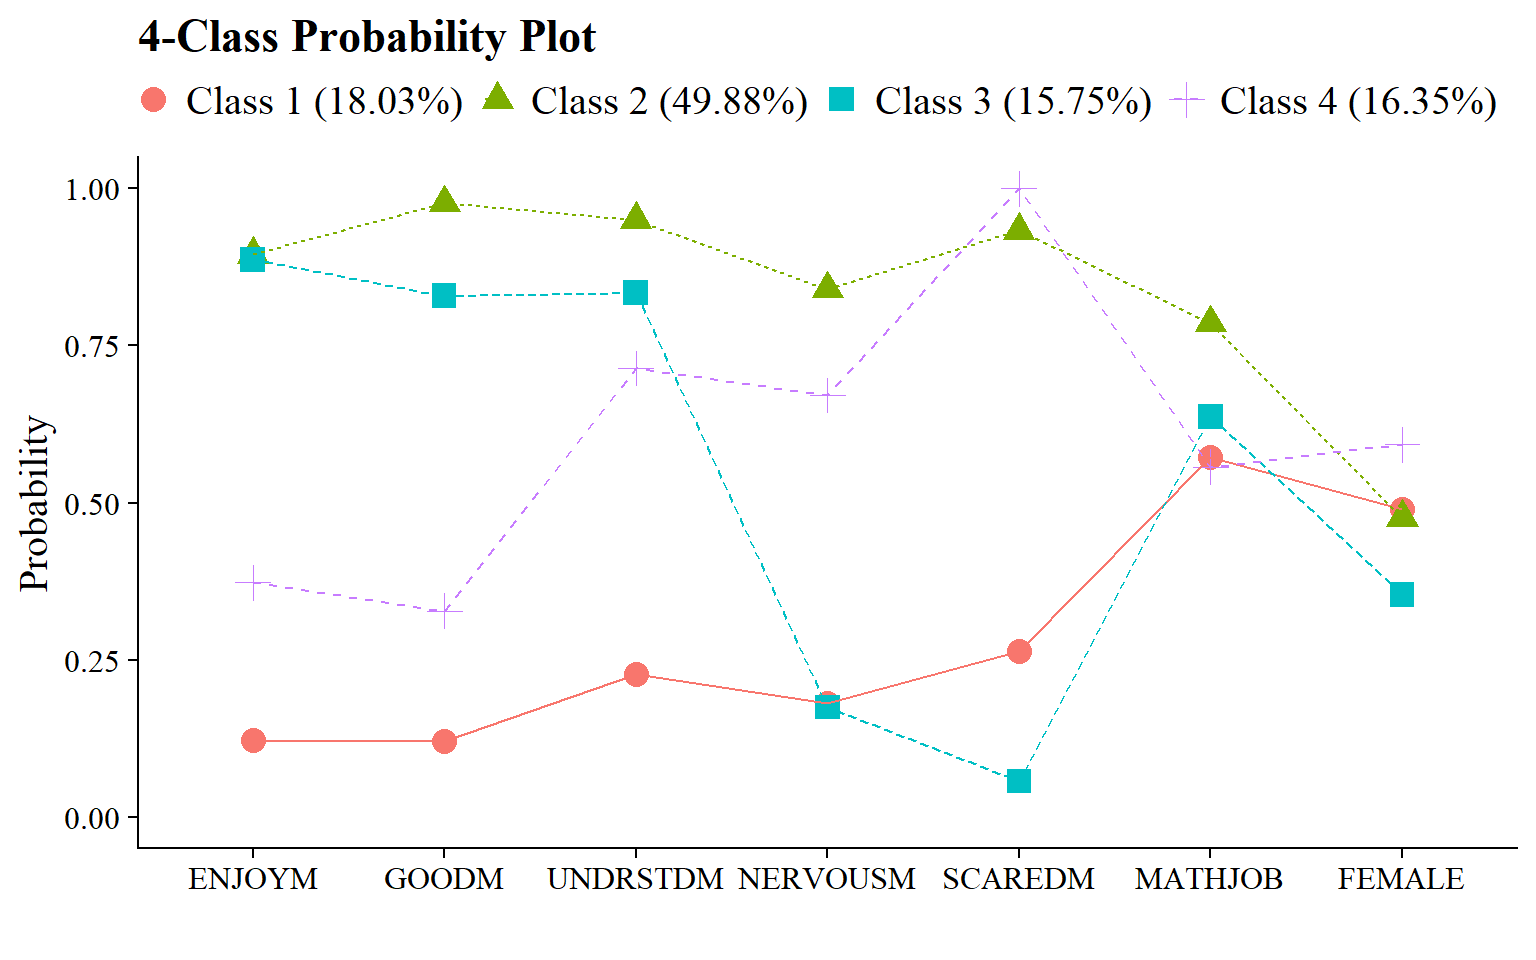 4-Class Probability Plot
Class 1 (18.03%) Class 2 (49.88%) Class 3 (15.75%) Class 4 (16.35%)
1.00
0.75
0.50
0.25
0.00
Probability
ENJOYM GOODM UNDRSTDM NERVOUSM SCAREDM MATHJOB FEMALE